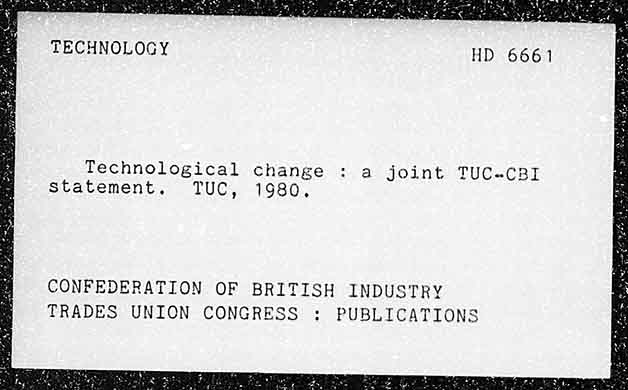 TECHNOLOGY
HD 6661
Technological change : a joint TUC-CBI
statement. TUC, 1980.
CONFEDERATION OF BRITISH INDUSTRY
TRADES UNION CONGRESS : PUBLICATIONS